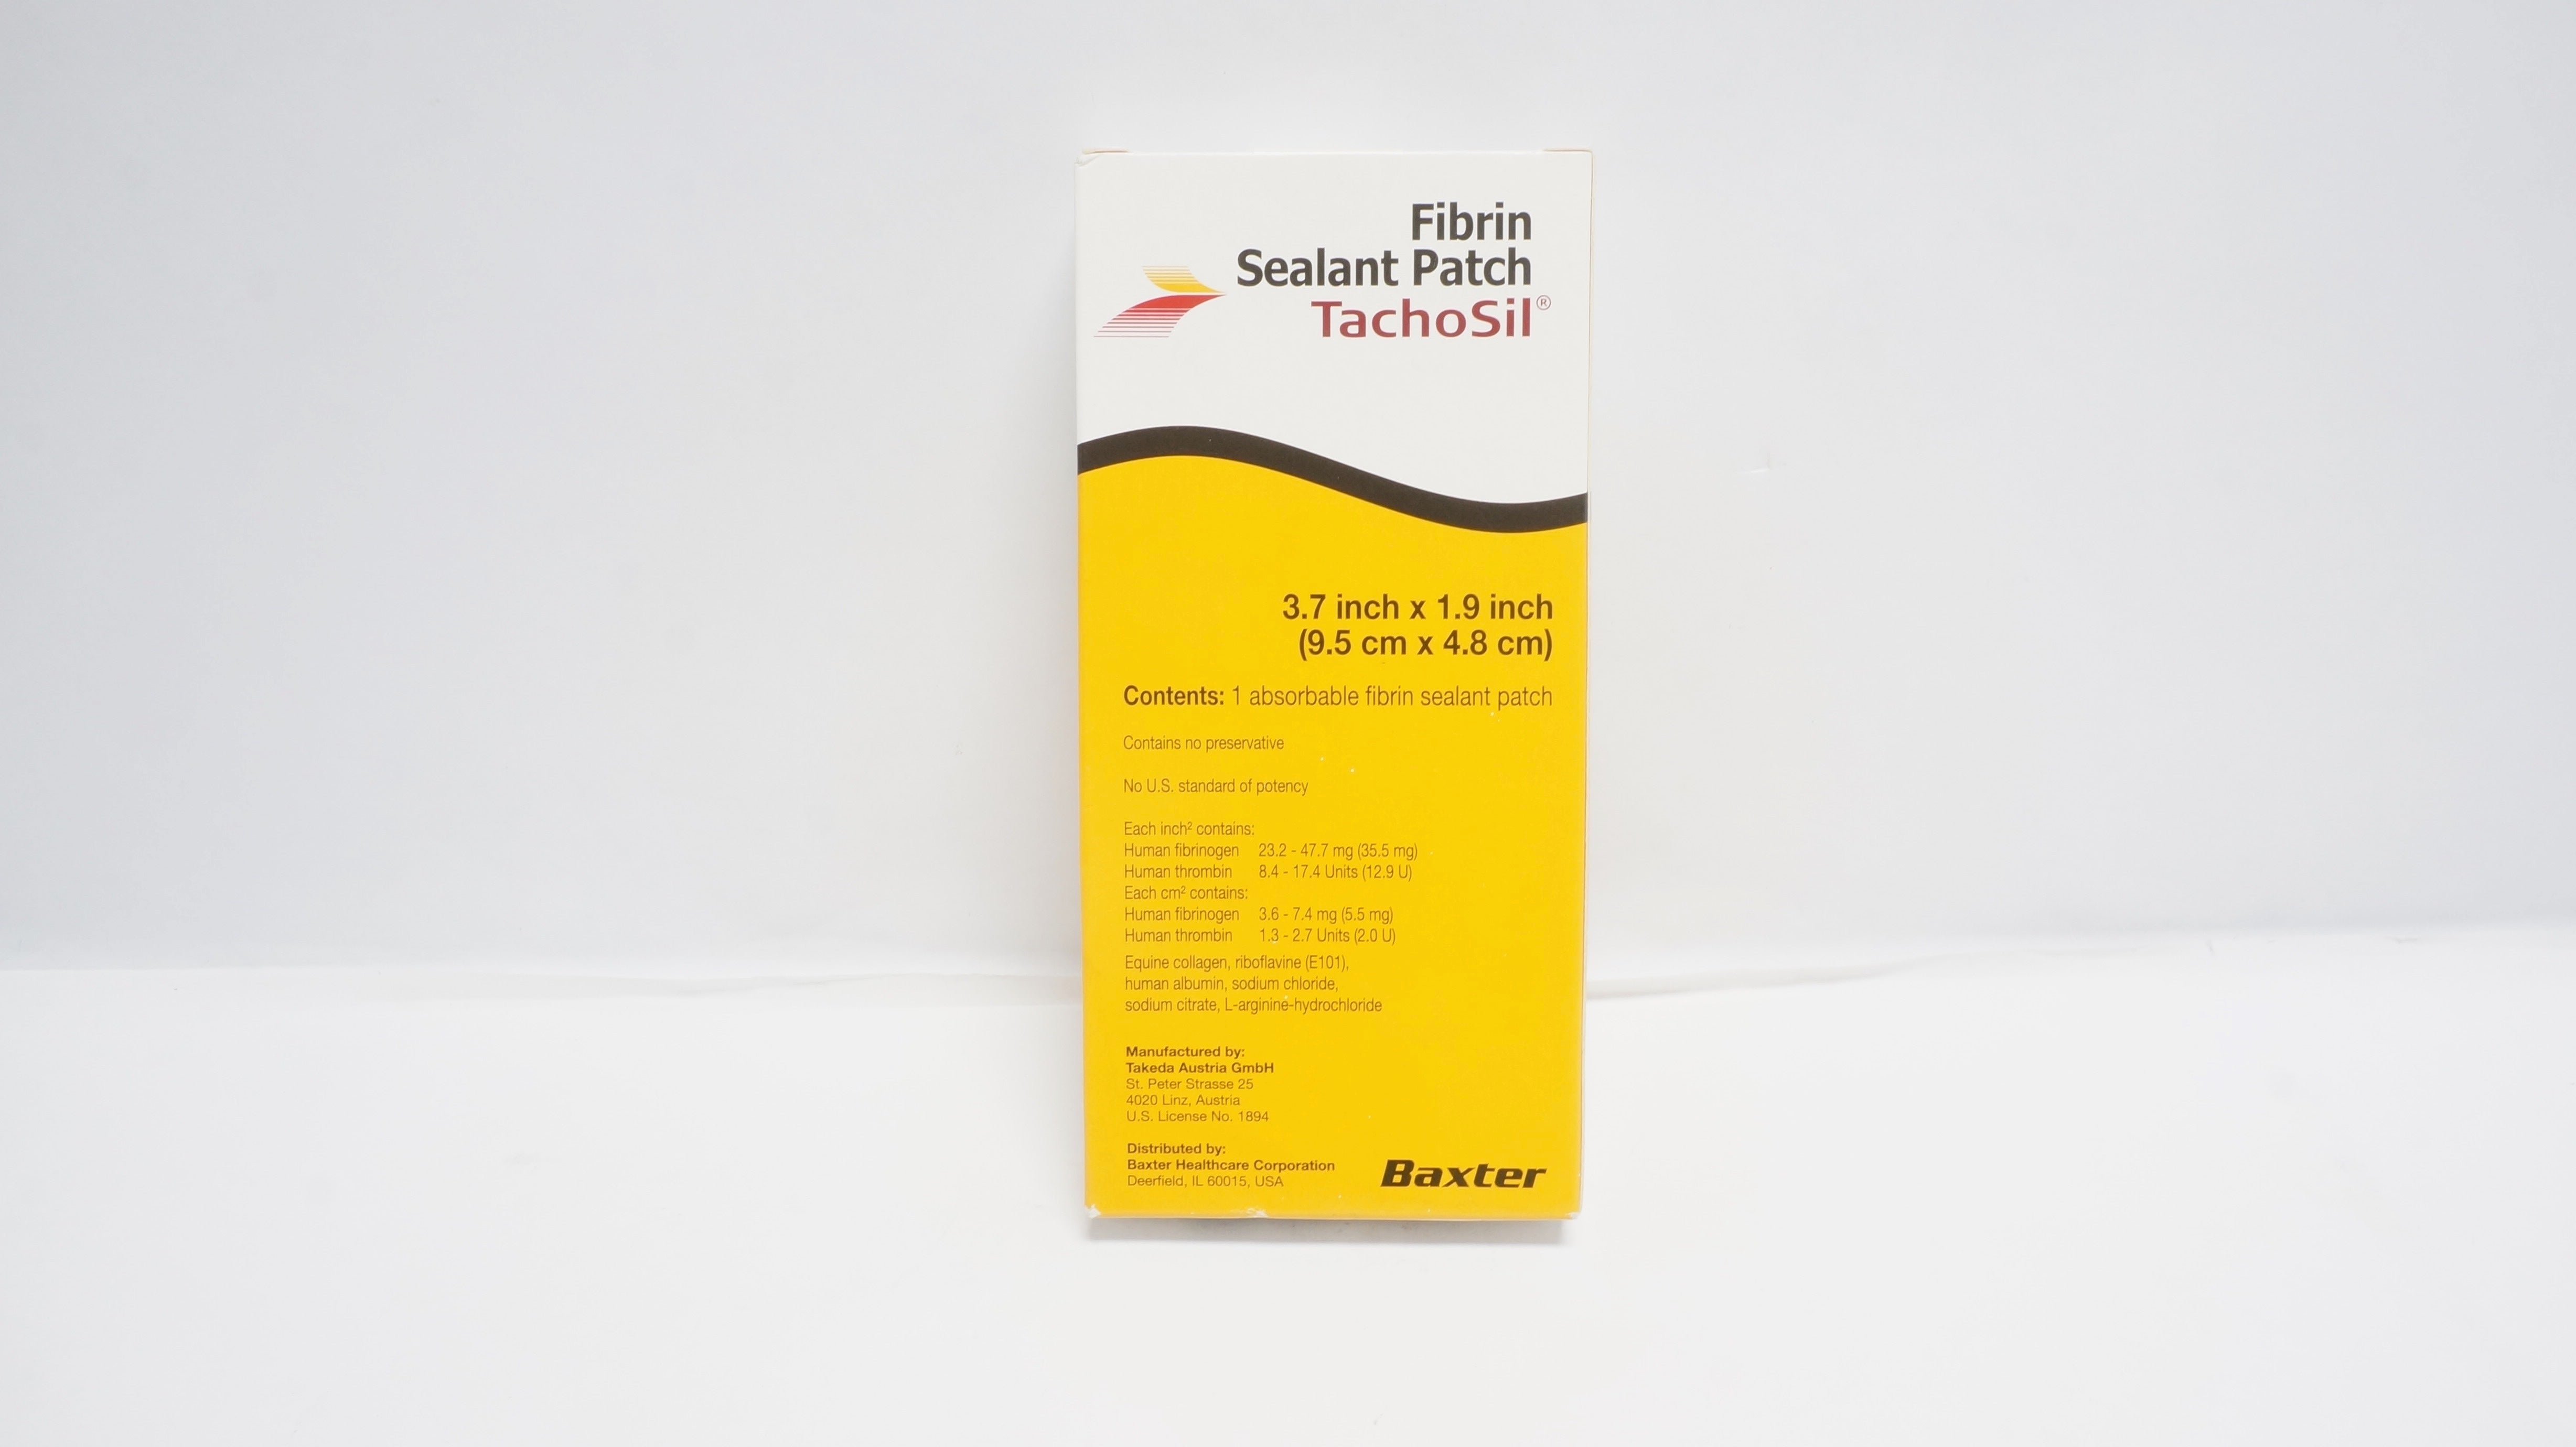 Fibrin
Sealant Patch
TachoSil®
3.7 inch x 1.9 inch
(9.5 cm x 4.8 cm)
Contents: 1 absorbable fibrin sealant patch
Contains no preservative
No U.S. standard of potency
Each inch² contains:
Human fibrinogen 23.2 - 47.7 mg (35.5 mg)
Human thrombin 8.4 - 17.4 Units (12.9 U)
Each cm² contains:
Human fibrinogen 3.6 - 7.4 mg (5.5 mg)
Human thrombin 1.3 - 2.7 Units (2.0 U)
Equine collagen, riboflavine (E101),
human albumin, sodium chloride,
sodium citrate, L-arginine-hydrochloride
Manufactured by:
Takeda Austria GmbH
St. Peter Strasse 25
4020 Linz, Austria
U.S. License No. 1894
Distributed by:
Baxter Healthcare Corporation
Deerfield, IL 60015, USA
Baxter